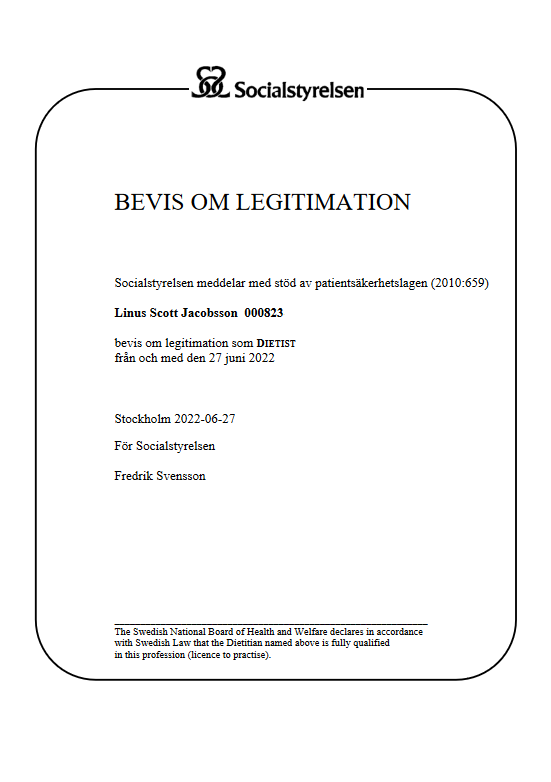 Socialstyrelsen
BEVIS OM LEGITIMATION
Socialstyrelsen meddelar med stöd av patientsäkerhetslagen (2010:659)
Linus Scott Jacobsson 000823
bevis om legitimation som DIETIST
från och med den 27 juni 2022
Stockholm 2022-06-27
För Socialstyrelsen
Fredrik Svensson
The Swedish National Board of Health and Welfare declares in accordance
with Swedish Law that the Dietitian named above is fully qualified
in this profession (licence to practise).